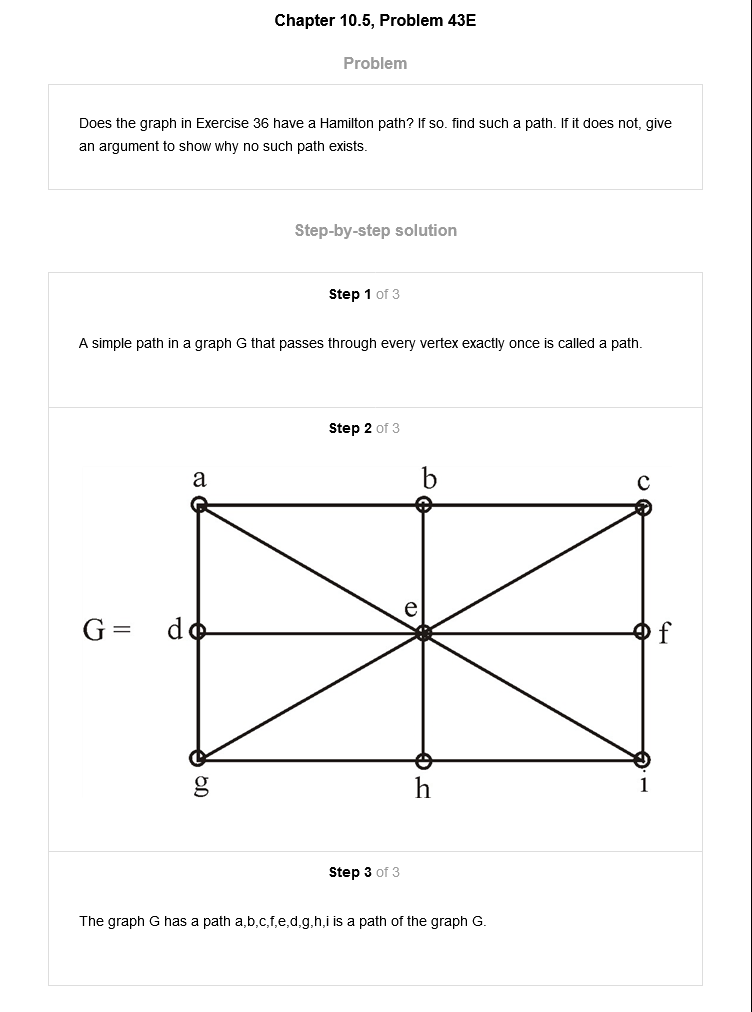 Chapter 10.5, Problem 43E
Problem
Does the graph in Exercise 36 have a Hamilton path? If so. find such a path. If it does not, give
an argument to show why no such path exists.
Step-by-step solution
Step 1 of 3
A simple path in a graph G that passes through every vertex exactly once is called a path.
Step 2 of 3
a b c
e
G = d f
g h i
Step 3 of 3
The graph G has a path a,b,c,f,e,d,g,h,i is a path of the graph G.